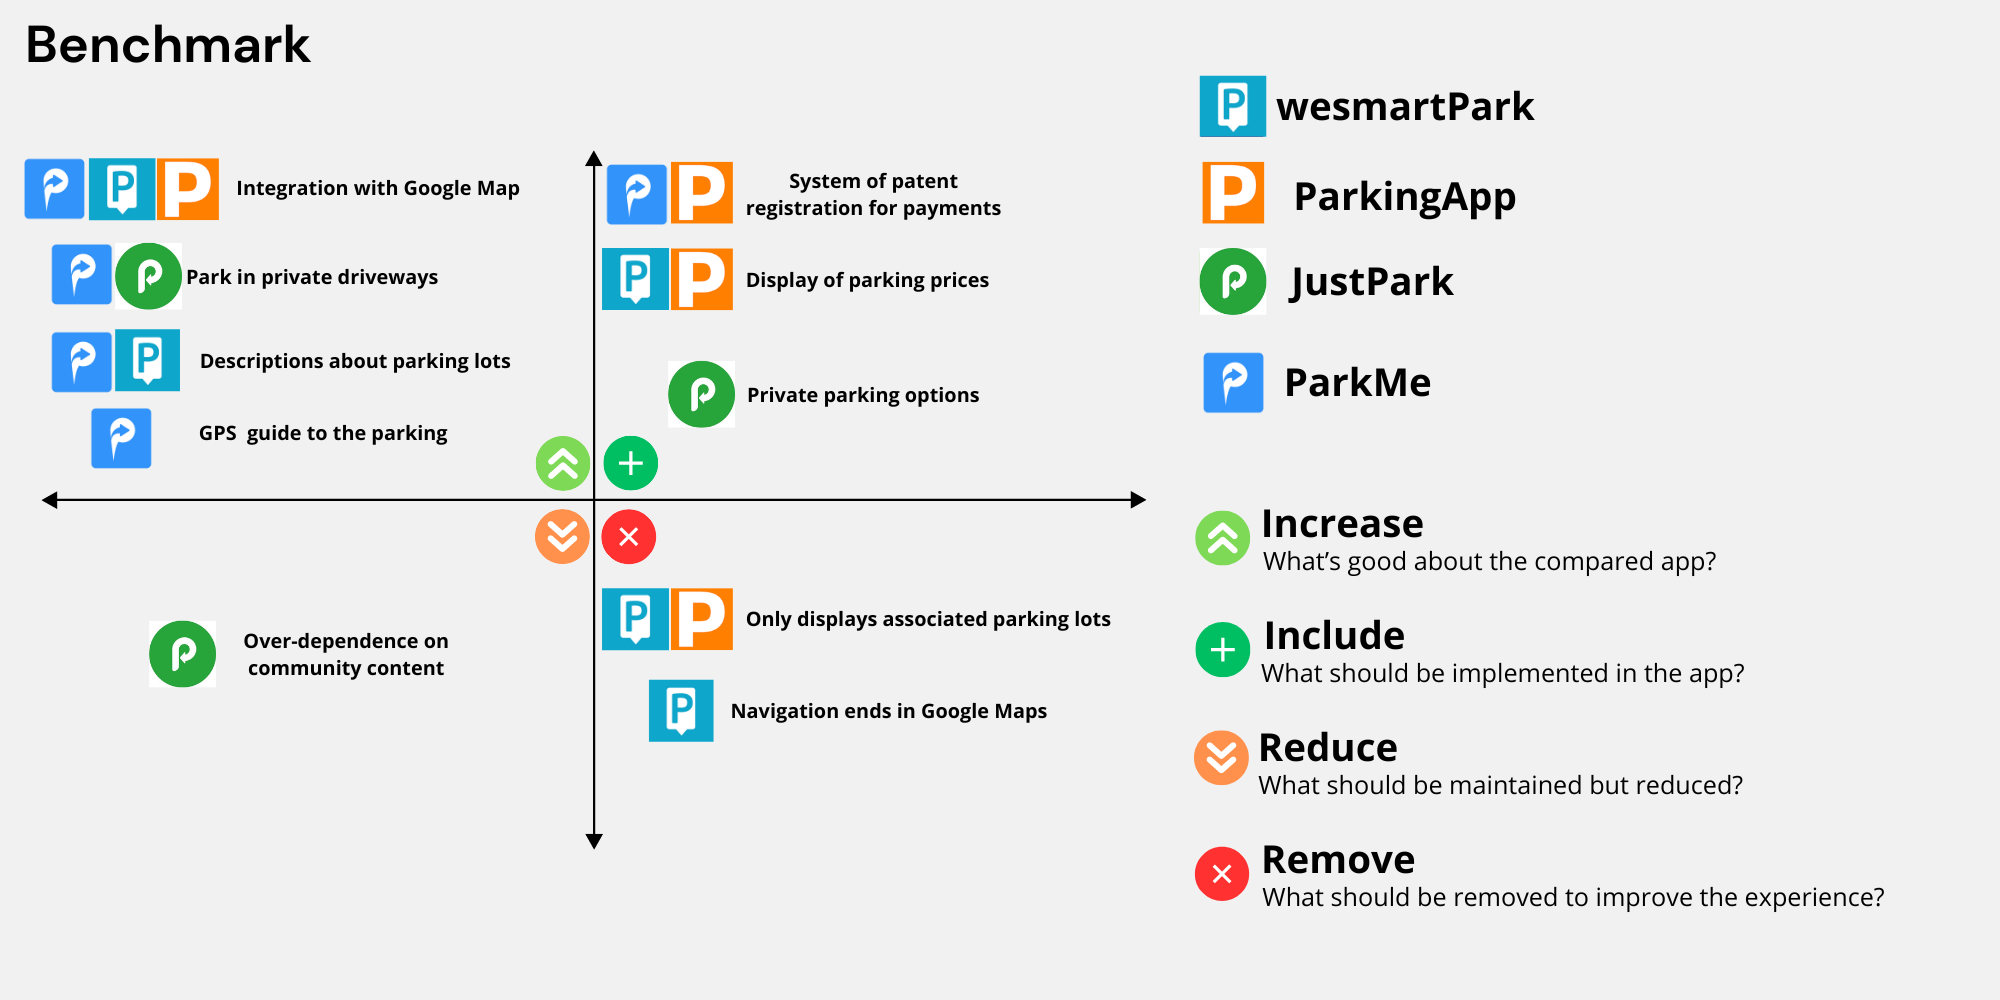 Benchmark
Integration with Google Map
Park in private driveways
Descriptions about parking lots
GPS guide to the parking
System of patent
registration for payments
Display of parking prices
Private parking options
Over-dependence on
community content
Only displays associated parking lots
Navigation ends in Google Maps
wesmartPark
ParkingApp
JustPark
ParkMe
Increase
What's good about the compared app?
Include
What should be implemented in the app?
Reduce
What should be maintained but reduced?
Remove
What should be removed to improve the experience?